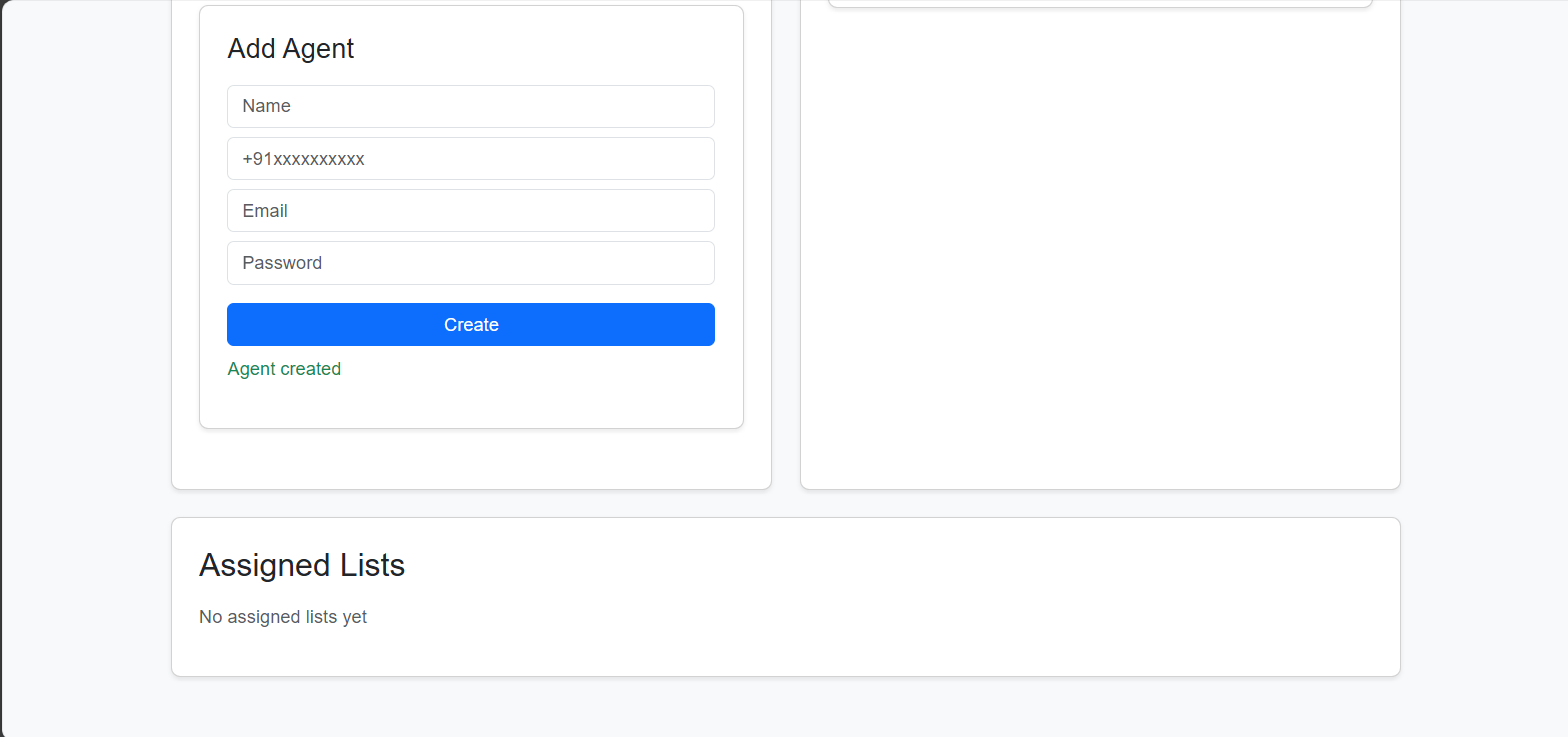 Add Agent
Name
+91xxxxxxxxxx
Email
Password
Create
Agent created
Assigned Lists
No assigned lists yet